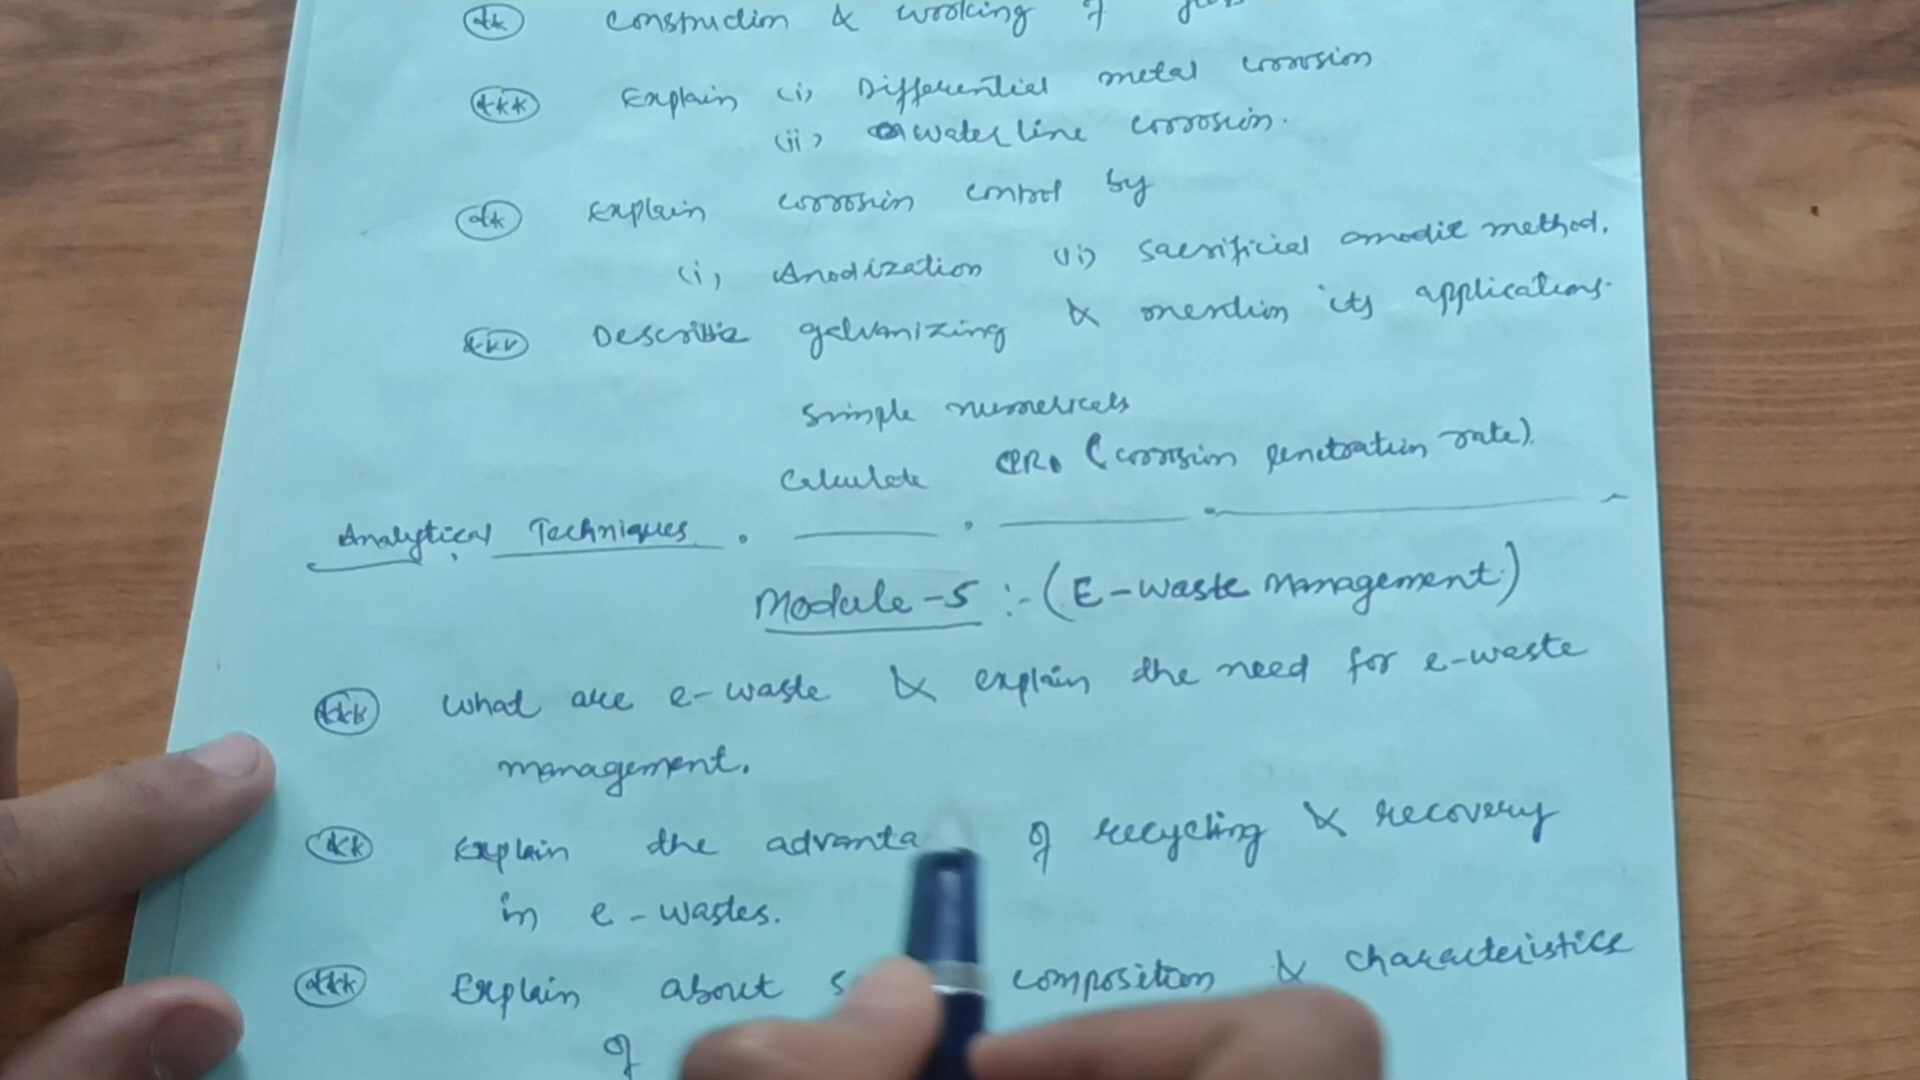 ** Construction & working of
*** Explain (i) Differential metal corrosion
(ii) water line corrosion.
** Explain corrosion control by
(i) Anodization (ii) Sacrificial anodic method.
*** Describe galvanizing & mention its applications.
Simple numericals
Calculate CPR. (corrosion penetration rate).
Analytical Techniques.
Module-5 :- (E-waste Management)
*** What are e-waste & explain the need for e-waste
management.
** Explain the advanta of recycling & recovery
in e-wastes.
*** Explain about composition & characteristics
of